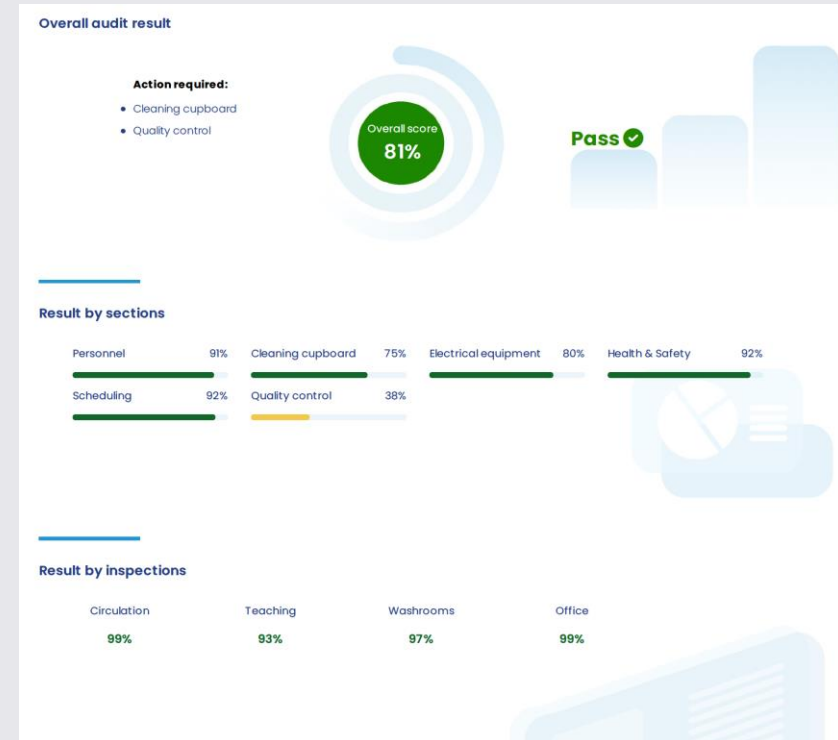 Overall audit result
Action required:
Cleaning cupboard
Quality control
Overall score
81%
Pass
Result by sections
Personnel 91% Cleaning cupboard 75% Electrical equipment 80% Health & Safety 92%
Scheduling 92% Quality control 38%
Result by inspections
Circulation Teaching Washrooms Office
99% 93% 97% 99%